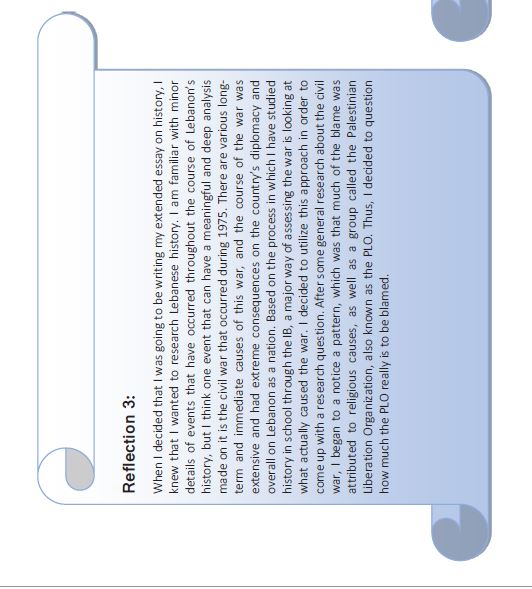 Reflection 3:
When I decided that I was going to be writing my extended essay on history, I
knew that I wanted to research Lebanese history. I am familiar with minor
details of events that have occurred throughout the course of Lebanon's
history, but I think one event that can have a meaningful and deep analysis
made on it is the civil war that occurred during 1975. There are various long-
term and immediate causes of this war, and the course of the war was
extensive and had extreme consequences on the country's diplomacy and
overall on Lebanon as a nation. Based on the process in which I have studied
history in school through the IB, a major way of assessing the war is looking at
what actually caused the war. I decided to utilize this approach in order to
come up with a research question. After some general research about the civil
war, I began to a notice a pattern, which was that much of the blame was
attributed to religious causes, as well as a group called the Palestinian
Liberation Organization, also known as the PLO. Thus, I decided to question
how much the PLO really is to be blamed.